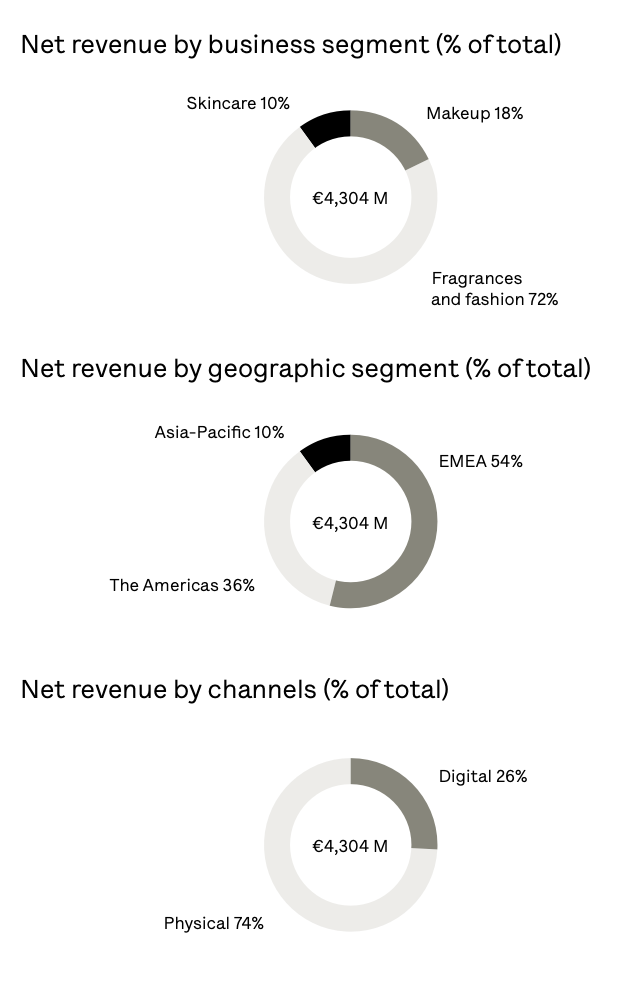 Net revenue by business segment (% of total)
Skincare 10%
Makeup 18%
€4,304 M
Fragrances
and fashion 72%
Net revenue by geographic segment (% of total)
Asia-Pacific 10%
EMEA 54%
€4,304 M
The Americas 36%
Net revenue by channels (% of total)
Digital 26%
€4,304 M
Physical 74%